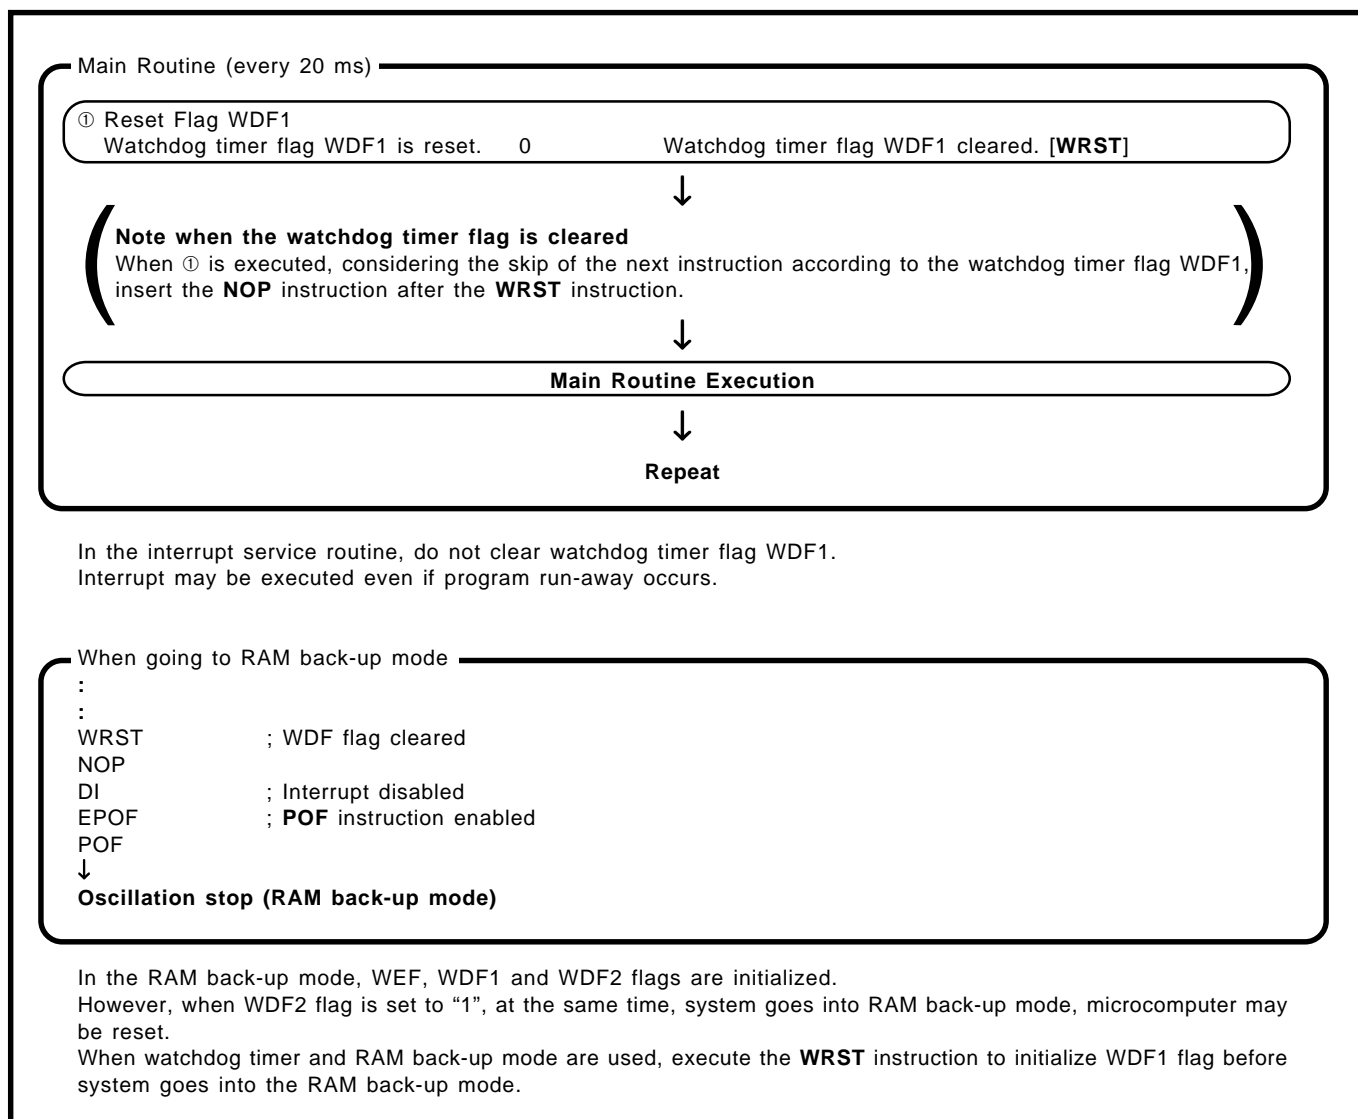 Main Routine (every 20 ms)
① Reset Flag WDF1
Watchdog timer flag WDF1 is reset. 0 Watchdog timer flag WDF1 cleared. [WRST]
↓
Note when the watchdog timer flag is cleared
When ① is executed, considering the skip of the next instruction according to the watchdog timer flag WDF1,
insert the NOP instruction after the WRST instruction.
↓
Main Routine Execution
↓
Repeat
In the interrupt service routine, do not clear watchdog timer flag WDF1.
Interrupt may be executed even if program run-away occurs.
When going to RAM back-up mode
:
:
WRST ; WDF flag cleared
NOP
DI ; Interrupt disabled
EPOF ; POF instruction enabled
POF
↓
Oscillation stop (RAM back-up mode)
In the RAM back-up mode, WEF, WDF1 and WDF2 flags are initialized.
However, when WDF2 flag is set to “1”, at the same time, system goes into RAM back-up mode, microcomputer may
be reset.
When watchdog timer and RAM back-up mode are used, execute the WRST instruction to initialize WDF1 flag before
system goes into the RAM back-up mode.